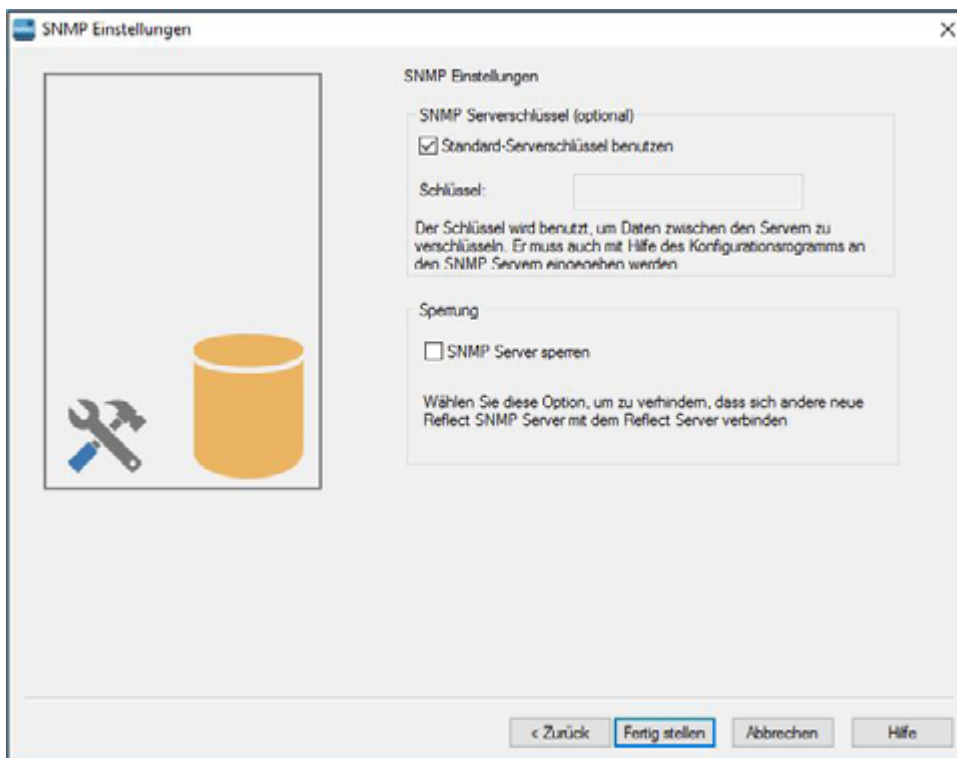 SNMP Einstellungen
SNMP Einstellungen
SNMP Serverschlüssel (optional)
Standard-Serverschlüssel benutzen
Schlüssel:
Der Schlüssel wird benutzt, um Daten zwischen den Servern zu
verschlüsseln. Er muss auch mit Hilfe des Konfigurationsrogramms an
den SNMP Servern eingegeben werden
Sperrung
SNMP Server sperren
Wählen Sie diese Option, um zu verhindern, dass sich andere neue
Reflect SNMP Server mit dem Reflect Server verbinden
< Zurück
Fertig stellen
Abbrechen
Hilfe